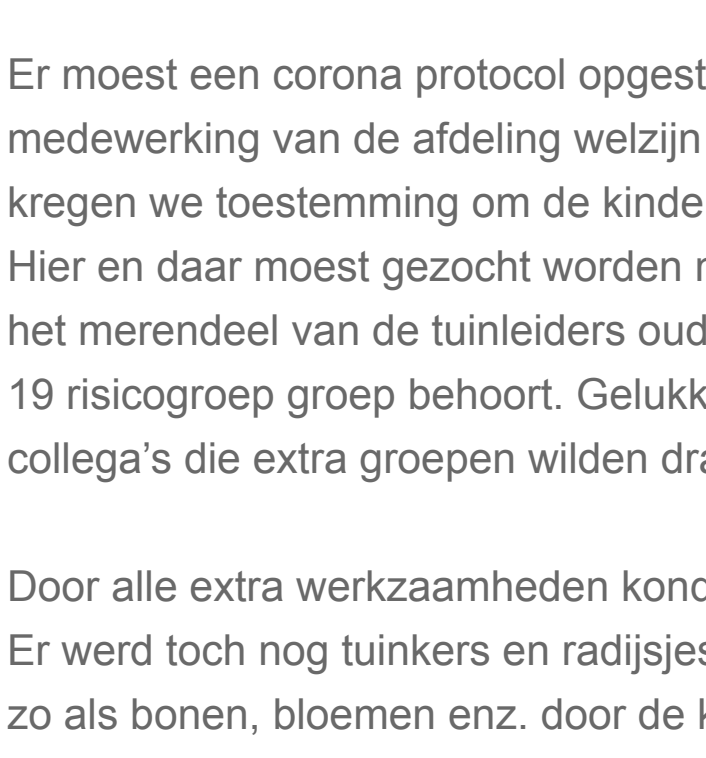 Er moest een corona protocol opgest
medewerking van de afdeling welzijn
kregen we toestemming om de kinde
Hier en daar moest gezocht worden
het merendeel van de tuinleiders oud
19 risicogroep groep behoort. Gelukk
collega's die extra groepen wilden dra
Door alle extra werkzaamheden kond
Er werd toch nog tuinkers en radijsjes
zo als bonen, bloemen enz. door de